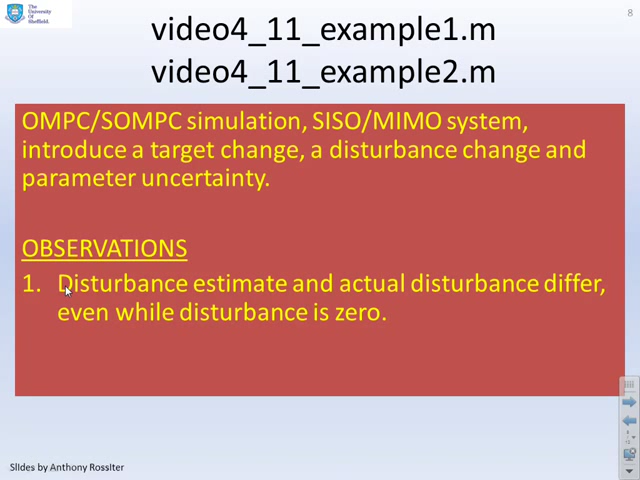 The
University
Of
Sheffield.
8
video4_11_example1.m
video4_11_example2.m
OMPC/SOMPC simulation, SISO/MIMO system,
introduce a target change, a disturbance change and
parameter uncertainty.
OBSERVATIONS
1. Disturbance estimate and actual disturbance differ,
even while disturbance is zero.
Slides by Anthony Rossiter